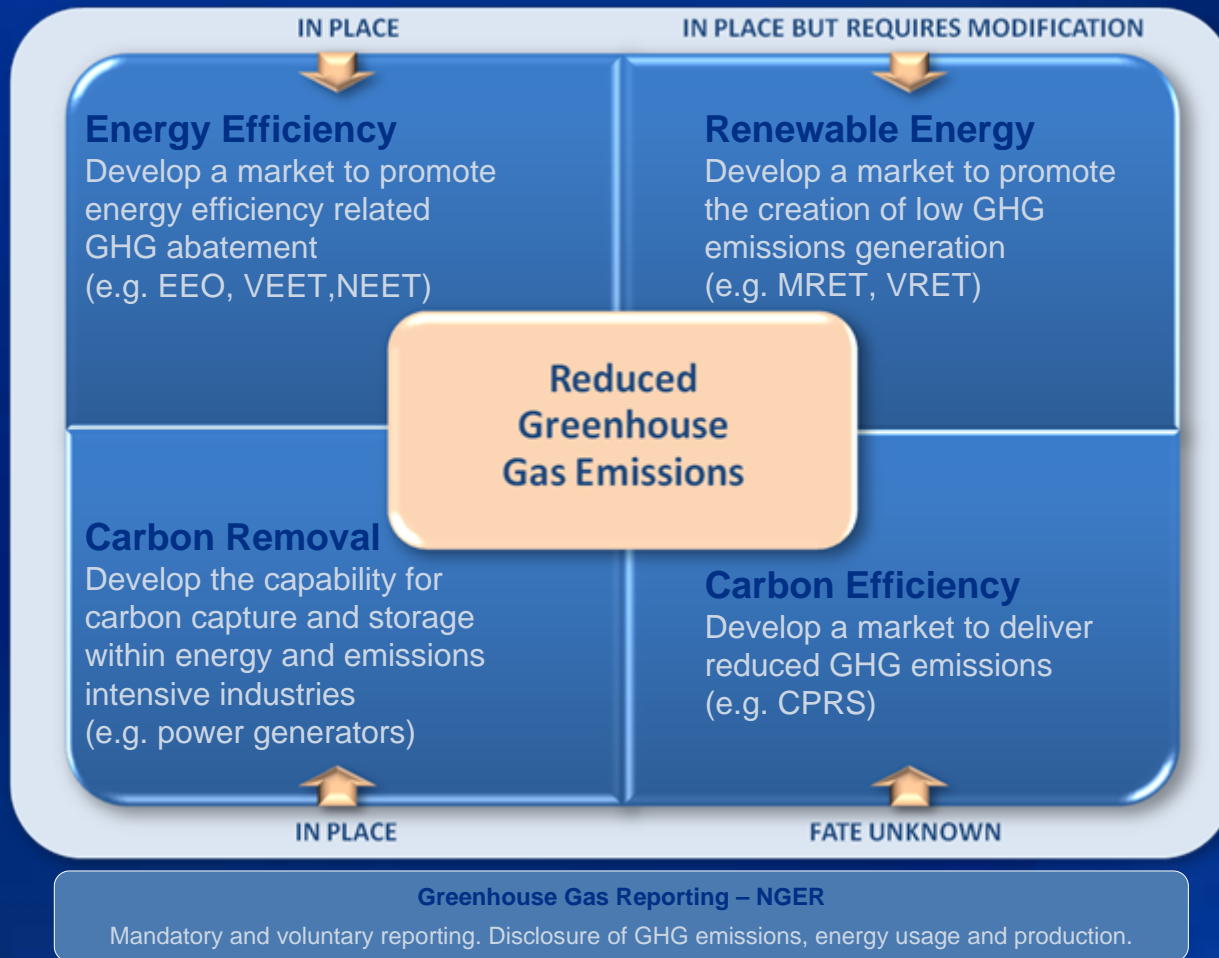 IN PLACE
IN PLACE BUT REQUIRES MODIFICATION
Energy Efficiency
Develop a market to promote
energy efficiency related
GHG abatement
(e.g. EEO, VEET,NEET)
Renewable Energy
Develop a market to promote
the creation of low GHG
emissions generation
(e.g. MRET, VRET)
Reduced
Greenhouse
Gas Emissions
Carbon Removal
Develop the capability for
carbon capture and storage
within energy and emissions
intensive industries
(e.g. power generators)
Carbon Efficiency
Develop a market to deliver
reduced GHG emissions
(e.g. CPRS)
IN PLACE
FATE UNKNOWN
Greenhouse Gas Reporting – NGER
Mandatory and voluntary reporting. Disclosure of GHG emissions, energy usage and production.